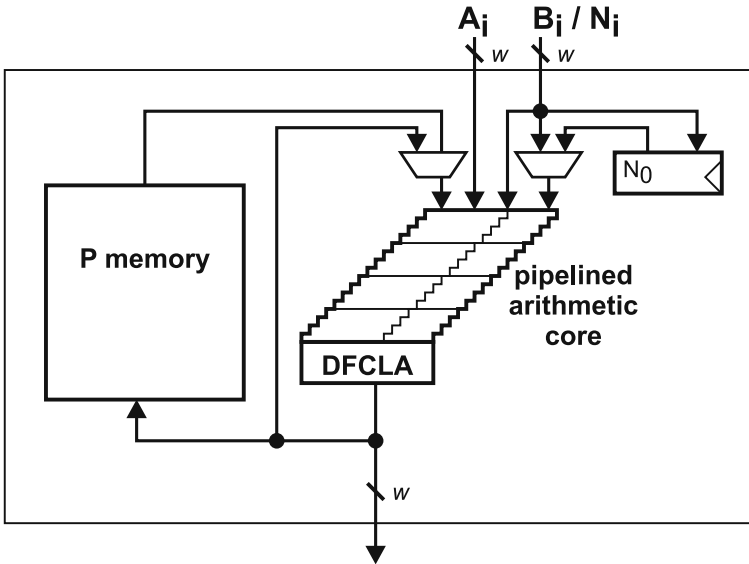 Ai Bi / Ni
w w
N0
P memory
pipelined
arithmetic
core
DFCLA
w